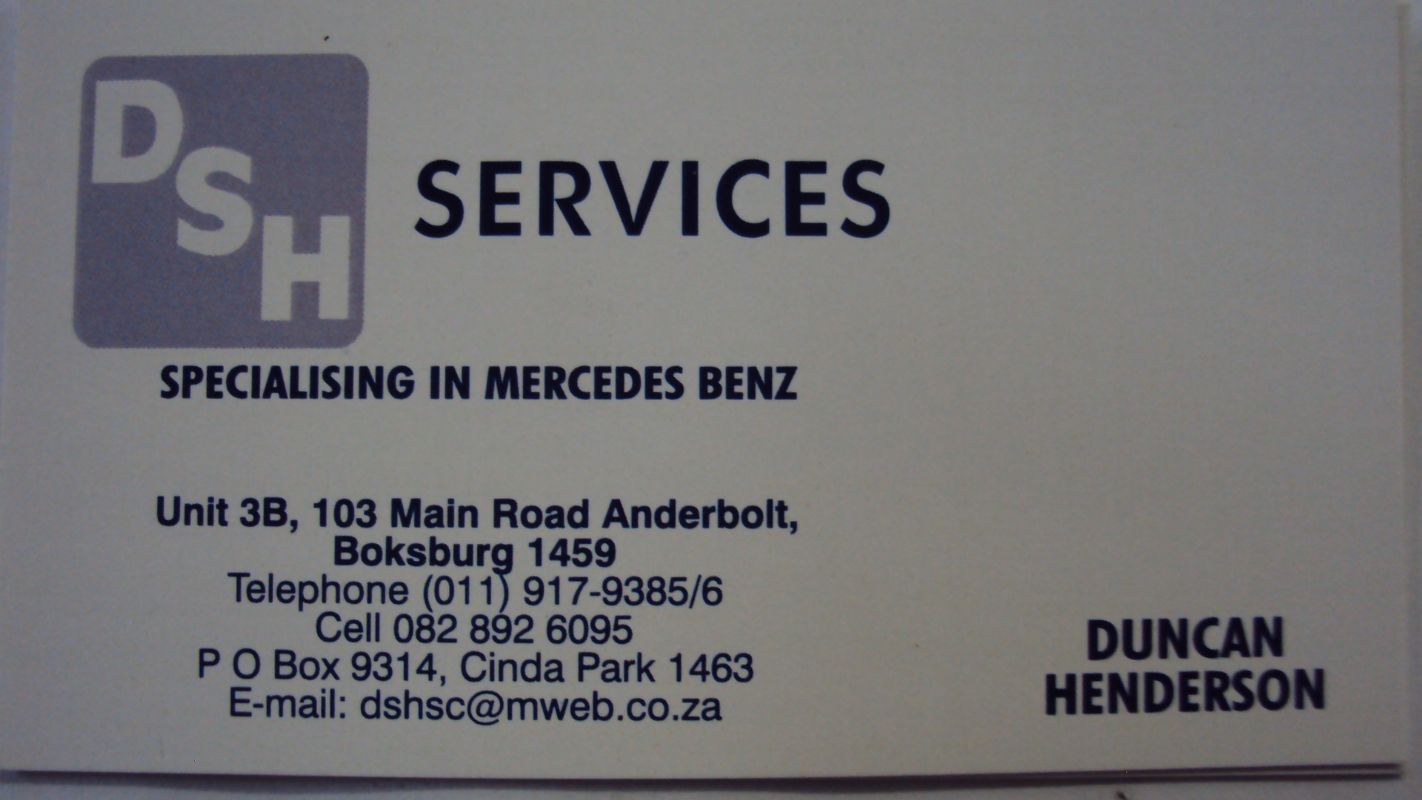 DSH
SERVICES
SPECIALISING IN MERCEDES BENZ
Unit 3B, 103 Main Road Anderbolt,
Boksburg 1459
Telephone (011) 917-9385/6
Cell 082 892 6095
P O Box 9314, Cinda Park 1463
E-mail: dshsc@mweb.co.za
DUNCAN
HENDERSON